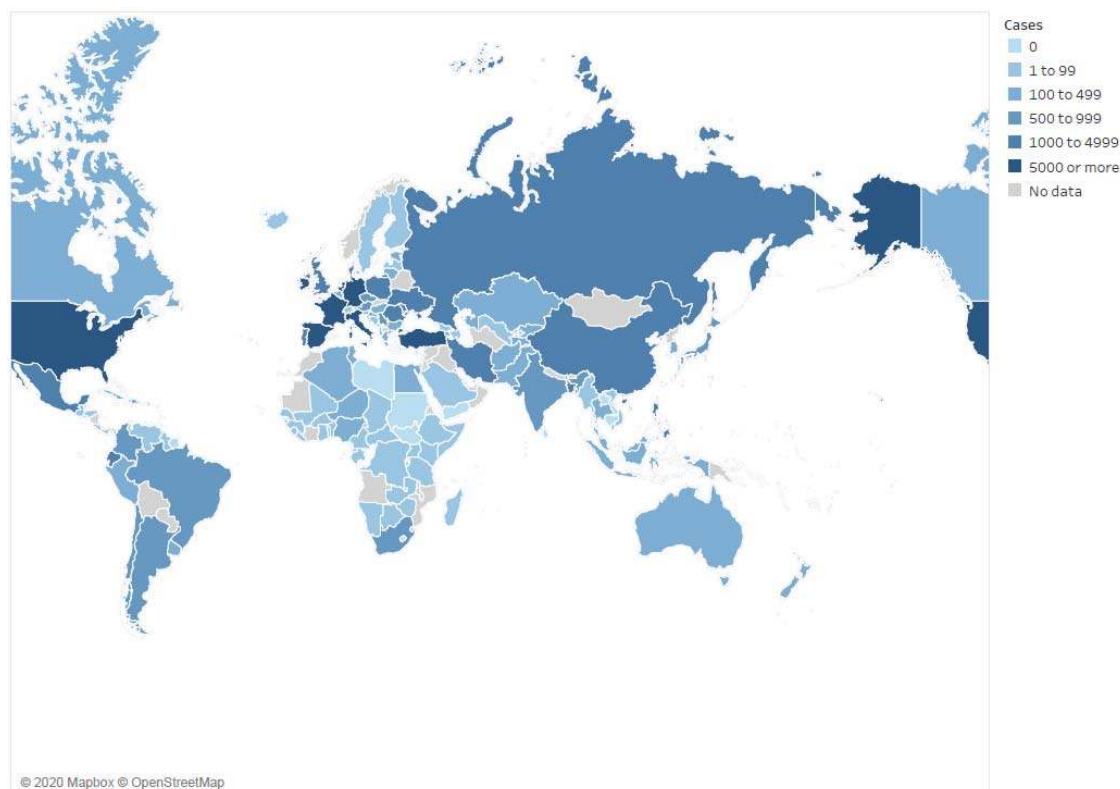 Cases
0
1 to 99
100 to 499
500 to 999
1000 to 4999
5000 or more
No data
© 2020 Mapbox © OpenStreetMap